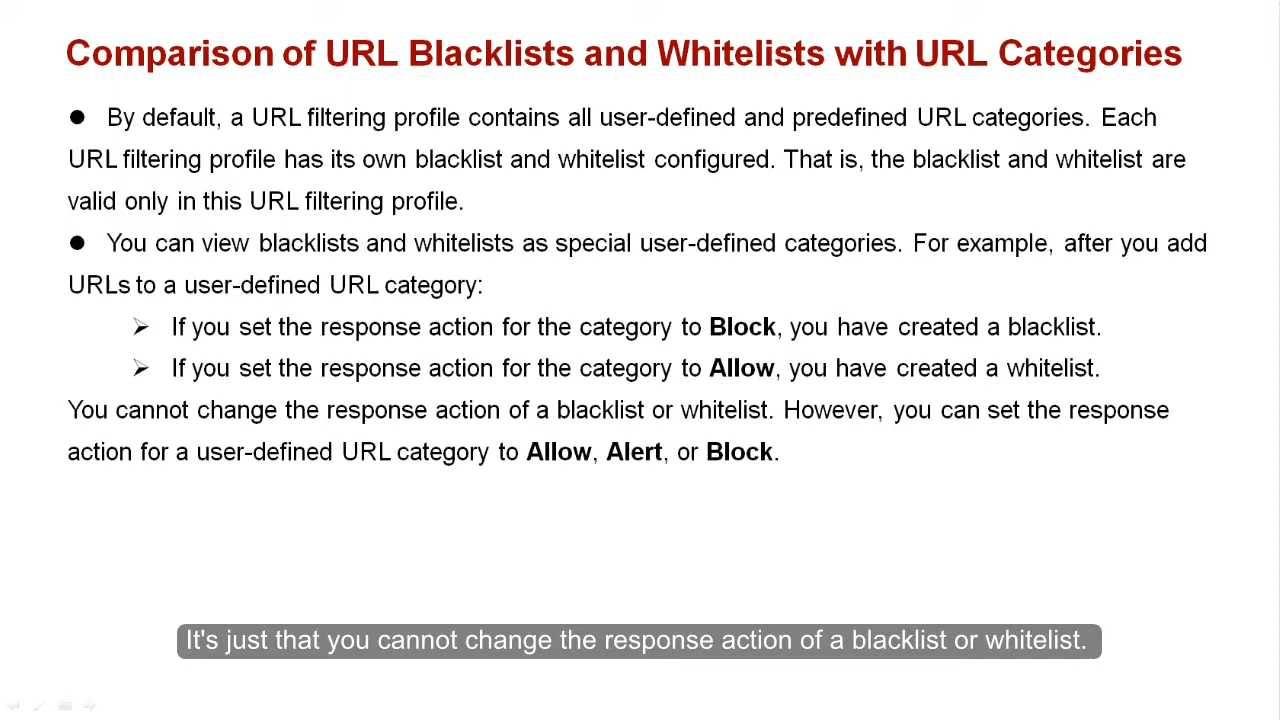 Comparison of URL Blacklists and Whitelists with URL Categories
● By default, a URL filtering profile contains all user-defined and predefined URL categories. Each
URL filtering profile has its own blacklist and whitelist configured. That is, the blacklist and whitelist are
valid only in this URL filtering profile.
● You can view blacklists and whitelists as special user-defined categories. For example, after you add
URLs to a user-defined URL category:
➢ If you set the response action for the category to Block, you have created a blacklist.
➢ If you set the response action for the category to Allow, you have created a whitelist.
You cannot change the response action of a blacklist or whitelist. However, you can set the response
action for a user-defined URL category to Allow, Alert, or Block.
It's just that you cannot change the response action of a blacklist or whitelist.